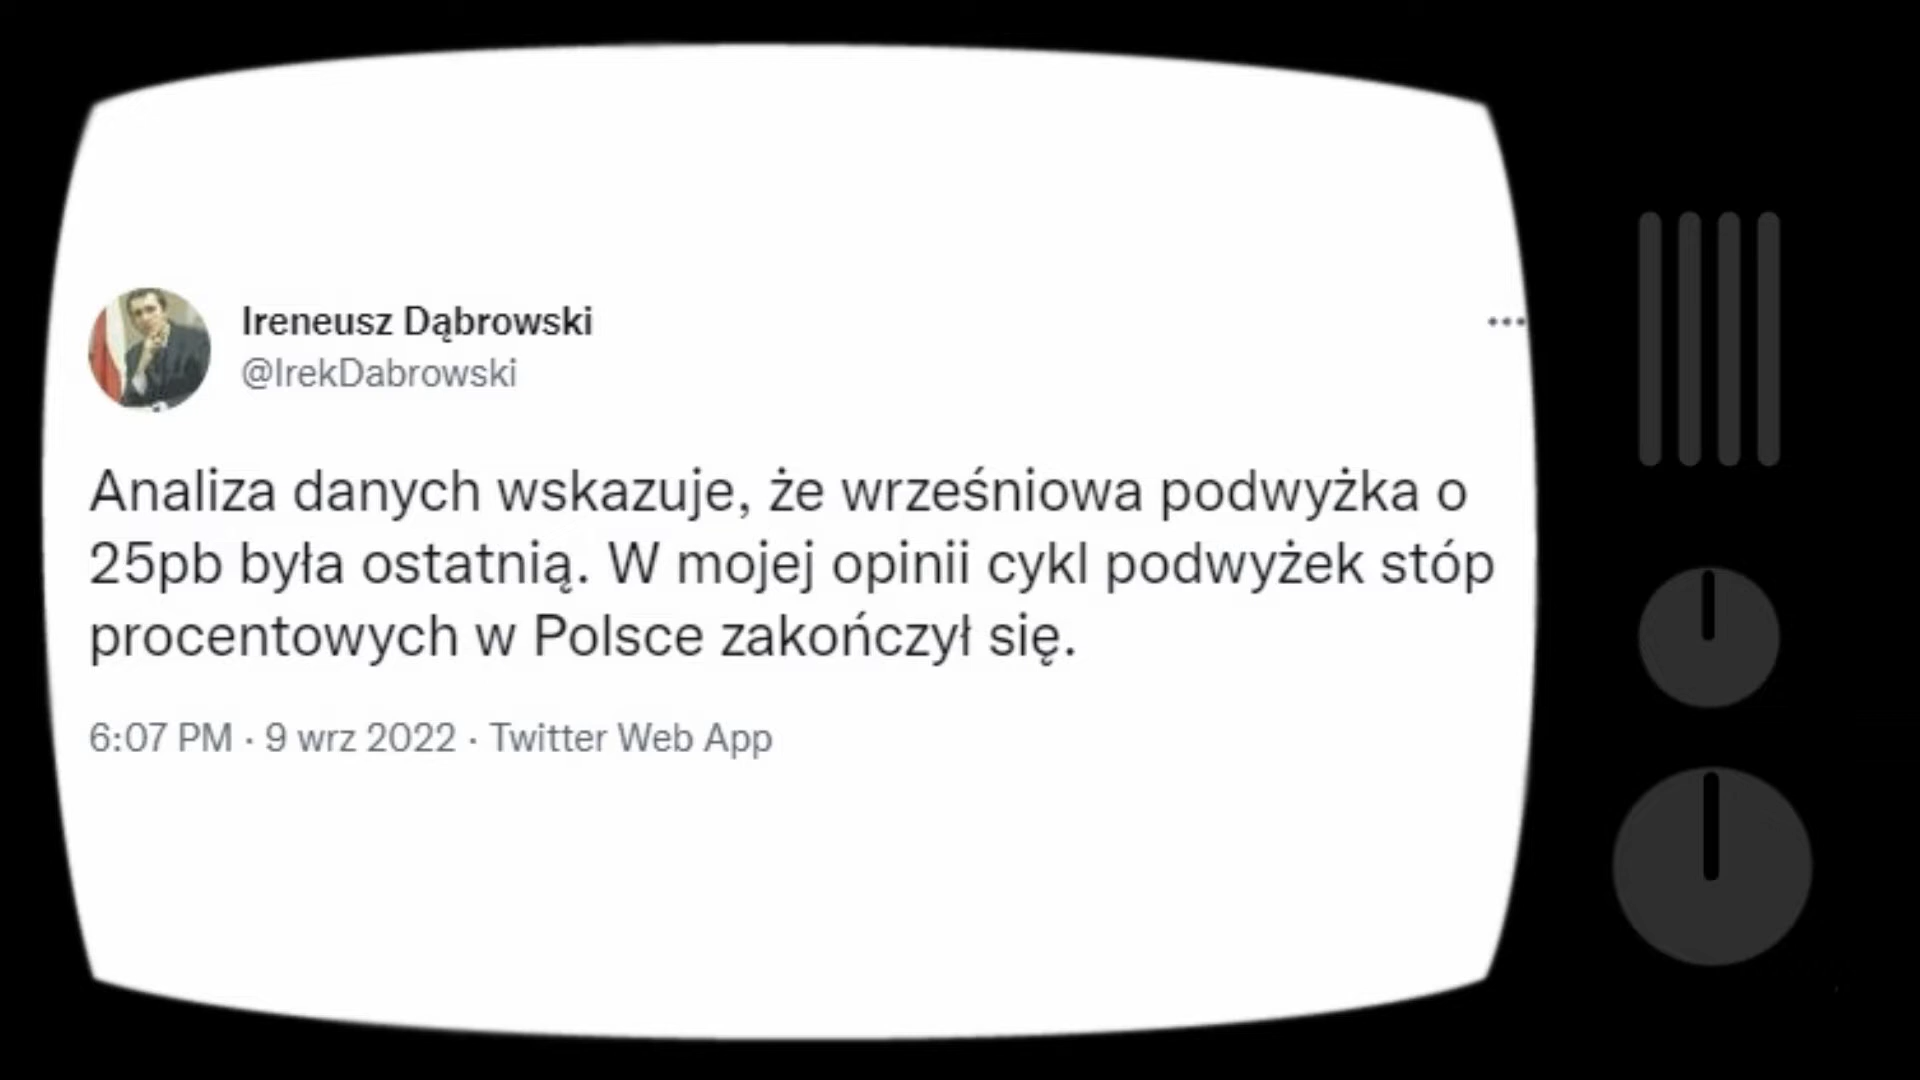 Ireneusz Dąbrowski
@IrekDabrowski
Analiza danych wskazuje, że wrześniowa podwyżka o
25pb była ostatnią. W mojej opinii cykl podwyżek stóp
procentowych w Polsce zakończył się.
6:07 PM · 9 wrz 2022 · Twitter Web App